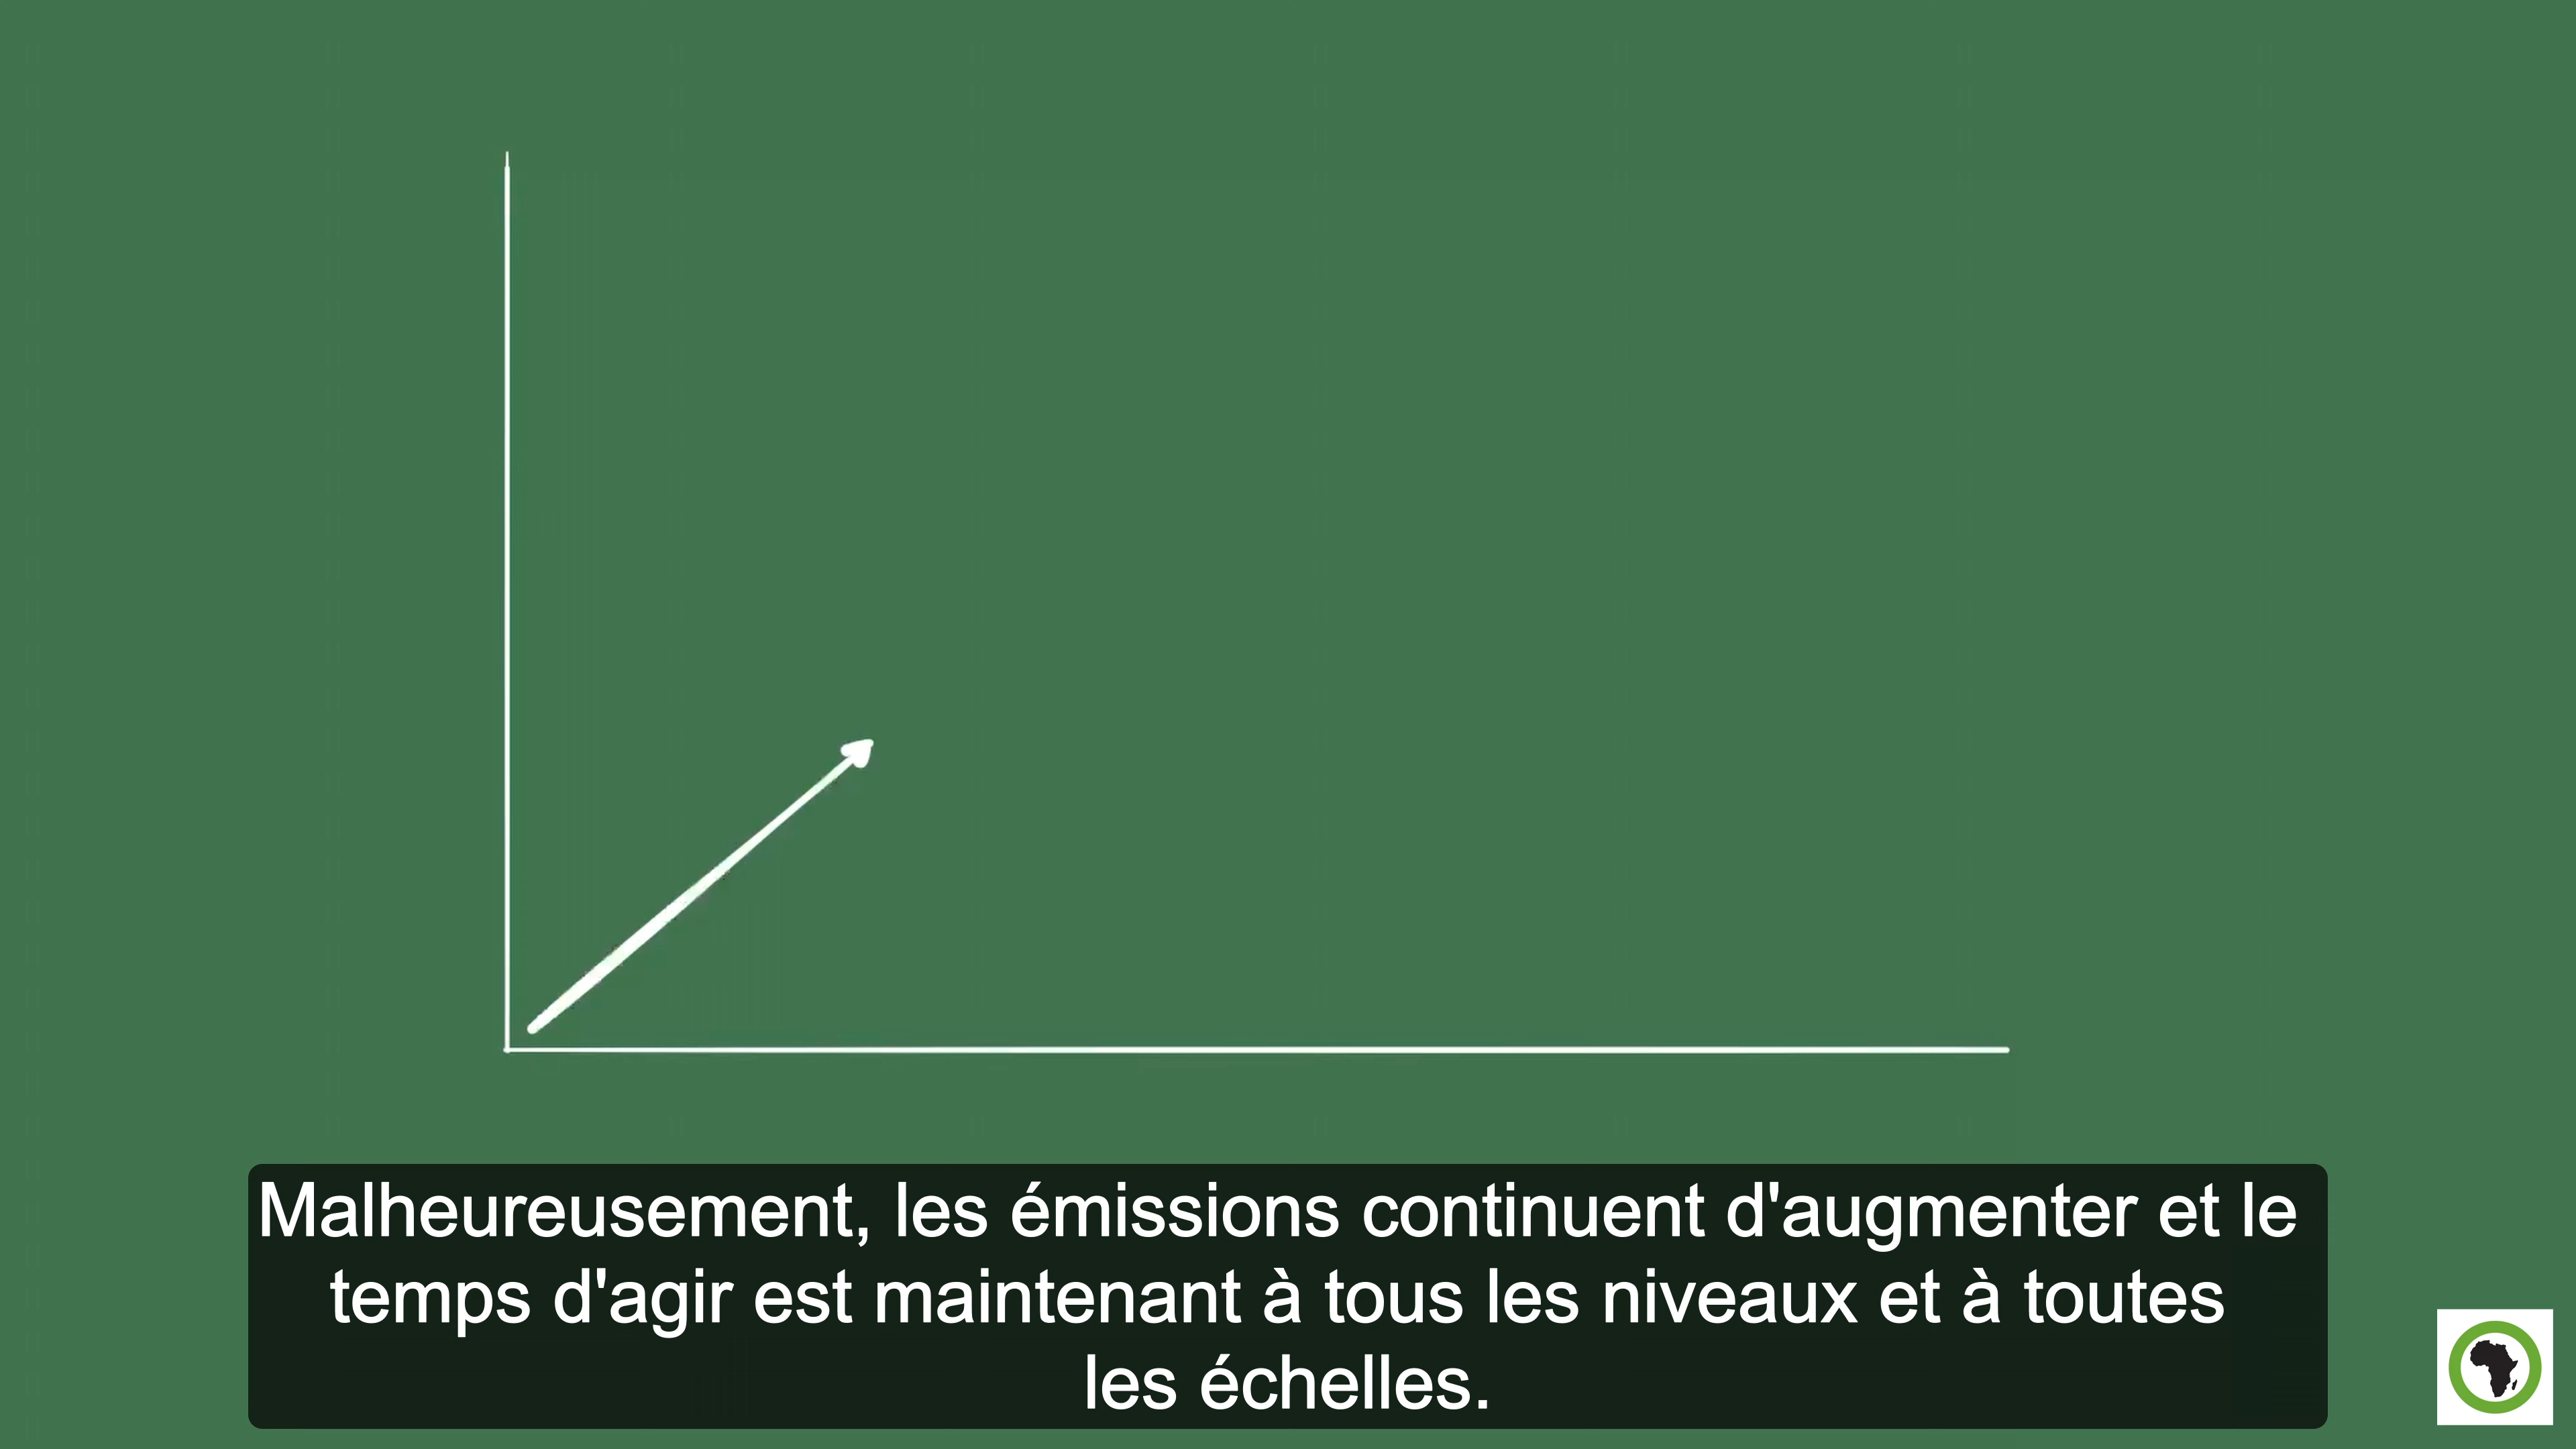 Malheureusement, les émissions continuent d'augmenter et le
temps d'agir est maintenant à tous les niveaux et à toutes
les échelles.